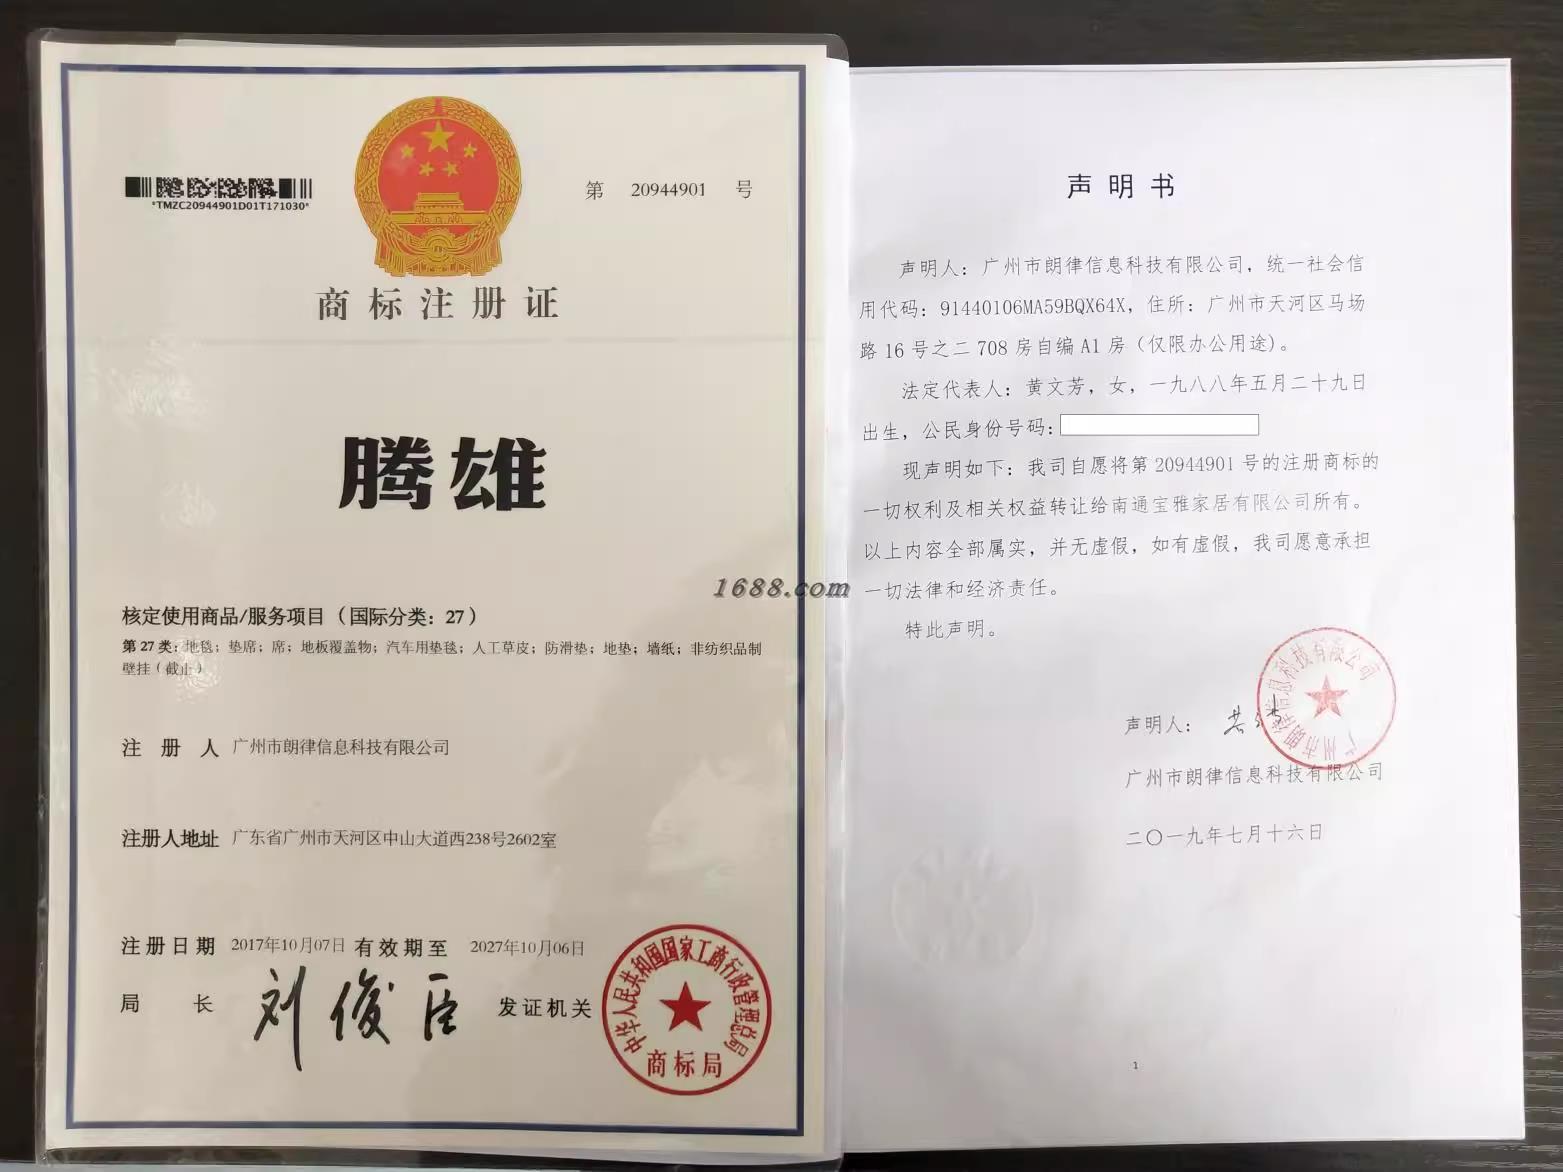 *TMZC20944901D01T171030*
第 20944901 号
商标注册证
腾雄
核定使用商品/服务项目（国际分类：27）
第27类：地毯；垫席；席；地板覆盖物；汽车用垫毯；人工草皮；防滑垫；地垫；墙纸；非纺织品制
壁挂（截止）
注册人 广州市朗律信息科技有限公司
注册人地址 广东省广州市天河区中山大道西238号2602室
注册日期 2017年10月07日 有效期至 2027年10月06日
局长 刘俊臣 发证机关
中华人民共和国国家工商行政管理总局
商标局
1688.com
声明书
声明人：广州市朗律信息科技有限公司，统一社会信
用代码：91440106MA59BQX64X，住所：广州市天河区马场
路16号之二708房自编A1房（仅限办公用途）。
法定代表人：黄文芳，女，一九八八年五月二十九日
出生，公民身份号码：
现声明如下：我司自愿将第20944901号的注册商标的
一切权利及相关权益转让给南通宝雅家居有限公司所有。
以上内容全部属实，并无虚假，如有虚假，我司愿意承担
一切法律和经济责任。
特此声明。
声明人：
广州市朗律信息科技有限公司
广州市朗律信息科技有限公司
二〇一九年七月十六日
1